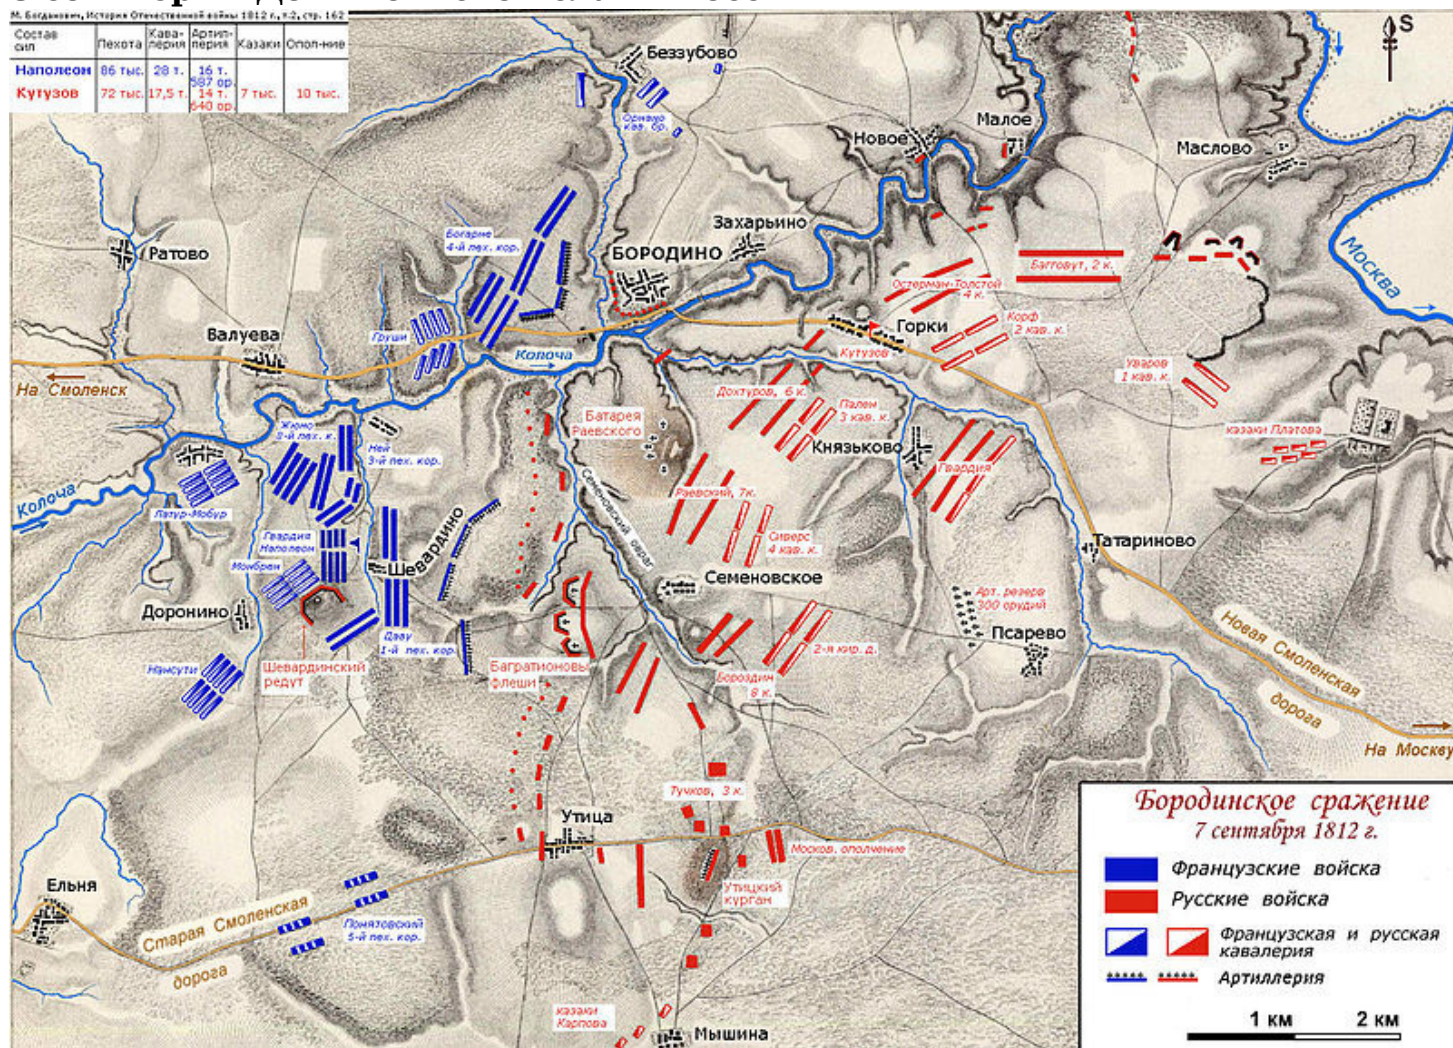 М. Богданович, История Отечественной войны 1812 г., т.2, стр. 162
Состав сил Пехота Кава-лерия Артил-лерия Казаки Опол-ние
Наполеон 86 тыс. 28 т. 16 т. 587 ор.
Кутузов 72 тыс. 17,5 т. 14 т. 640 ор. 7 тыс. 10 тыс.
S
Беззубово
Орнано
кав. бр.
Новое
Малое
Маслово
Захарьино
БОРОДИНО
Богарне
4-й пех. кор.
Ратово
Москва
Багговут, 2 к.
Остерман-Толстой
4 к.
Корф
2 кав. к.
Горки
Кутузов
Валуева
Груши
Колоча
Уваров
1 кав. к.
На Смоленск
Дохтуров, 6 к.
Пален
3 кав. к.
Батарея
Раевского
Князьково
казаки Платова
Жюно
8-й пех. к.
Ней
3-й пех. кор.
Гвардия
Колоча
Латур-Мобур
Раевский, 7к.
Семеновский овраг
Сиверс
4 кав. к.
Гвардия
Наполеон
Шевардино
Татариново
Монбрен
Семеновское
Доронино
Арт. резерв
300 орудий
Псарево
Даву
1-й пех. кор.
Нансути
Шевардинский
редут
Багратионовы
флеши
Бороздин
8 к.
2-я кир. д.
Новая Смоленская
дорога
На Москву
Тучков, 3 к.
Утица
Москов. ополчение
Утицкий
курган
Ельня
Старая Смоленская
дорога
Понятовский
5-й пех. кор.
казаки
Карпова
Мышина
Бородинское сражение
7 сентября 1812 г.
Французские войска
Русские войска
Французская и русская
кавалерия
Артиллерия
1 км 2 км